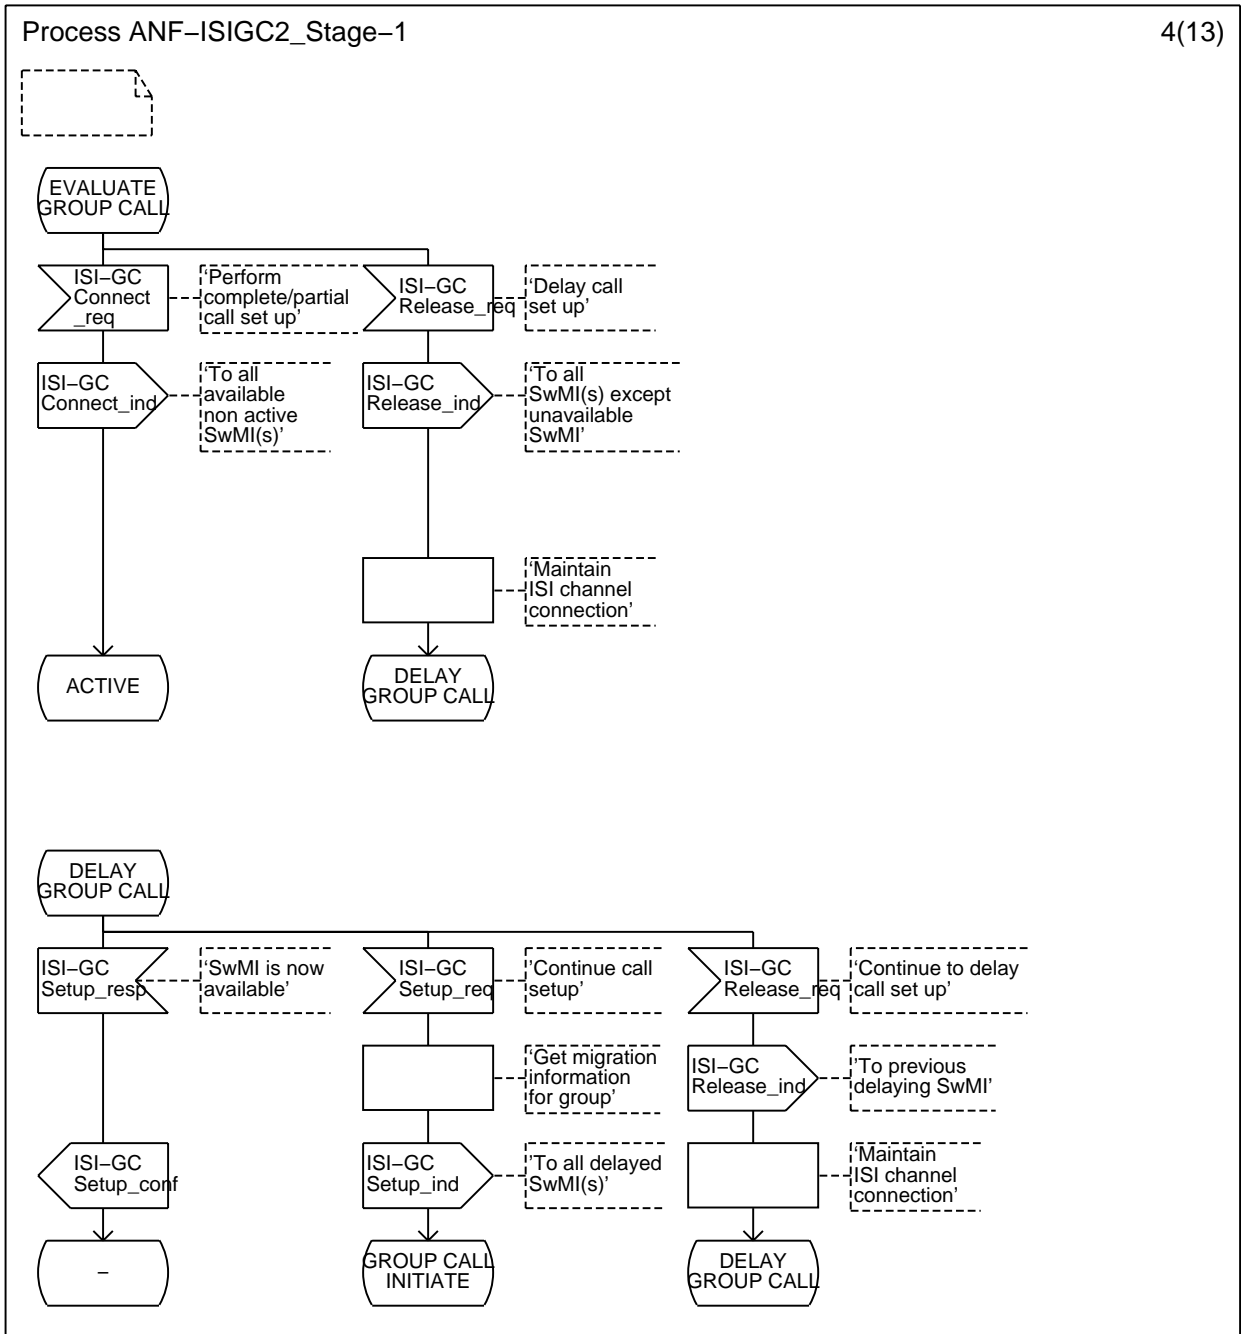 Process ANF−ISIGC2_Stage−1
4(13)
EVALUATE
GROUP CALL
ISI−GC
Connect
_req
'Perform
complete/partial
call set up'
ISI−GC
Release_req
'Delay call
set up'
ISI−GC
Connect_ind
'To all
available
non active
SwMI(s)'
ISI−GC
Release_ind
'To all
SwMI(s) except
unavailable
SwMI'
'Maintain
ISI channel
connection'
ACTIVE
DELAY
GROUP CALL
DELAY
GROUP CALL
ISI−GC
Setup_resp
'SwMI is now
available'
ISI−GC
Setup_req
'Continue call
setup'
ISI−GC
Release_req
'Continue to delay
call set up'
'Get migration
information
for group'
ISI−GC
Release_ind
'To previous
delaying SwMI'
ISI−GC
Setup_conf
ISI−GC
Setup_ind
'To all delayed
SwMI(s)'
'Maintain
ISI channel
connection'
−
GROUP CALL
INITIATE
DELAY
GROUP CALL